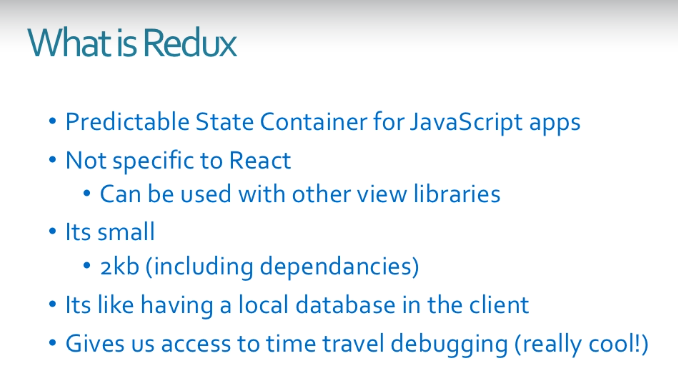 What is Redux
• Predictable State Container for JavaScript apps
• Not specific to React
• Can be used with other view libraries
• Its small
• 2kb (including dependancies)
• Its like having a local database in the client
• Gives us access to time travel debugging (really cool!)